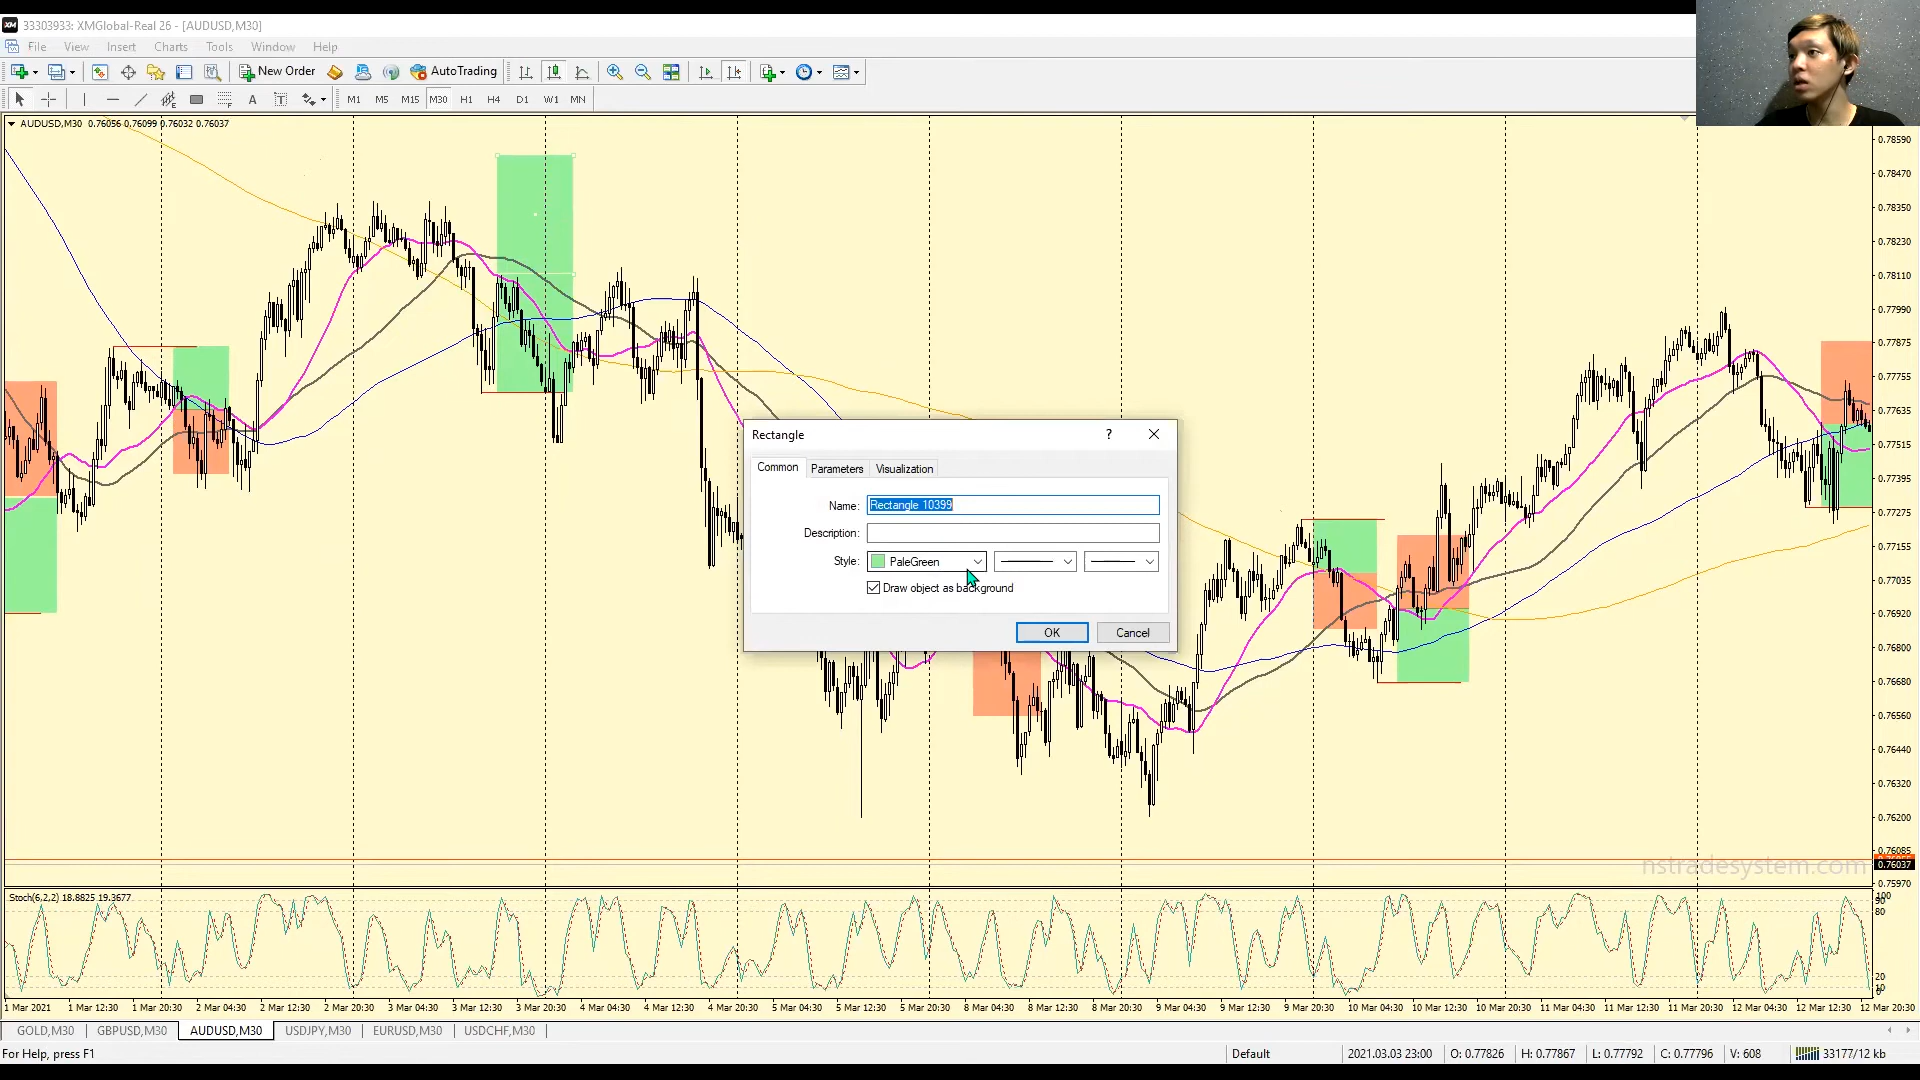 33303933: XMGlobal-Real 26 - [AUDUSD,M30]
File View Insert Charts Tools Window Help
New Order AutoTrading
M1 M5 M15 M30 H1 H4 D1 W1 MN
AUDUSD,M30 0.76056 0.76099 0.76032 0.76037
0.78590
0.78470
0.78350
0.78230
0.78110
0.77990
0.77875
0.77755
0.77635
0.77515
0.77395
0.77275
0.77155
0.77035
0.76920
0.76800
0.76680
0.76560
0.76440
0.76320
0.76200
0.76085
0.76037
0.75970
Rectangle
Common Parameters Visualization
Name: Rectangle 10399
Description:
Style: PaleGreen
Draw object as background
OK Cancel
nstradesystem.com
Stoch(6,2,2) 18.8825 19.3677
100
90
80
20
10
1 Mar 2021 1 Mar 12:30 1 Mar 20:30 2 Mar 04:30 2 Mar 12:30 2 Mar 20:30 3 Mar 04:30 3 Mar 12:30 3 Mar 20:30 4 Mar 04:30 4 Mar 12:30 4 Mar 20:30 5 Mar 04:30 5 Mar 12:30 5 Mar 20:30 8 Mar 04:30 8 Mar 12:30 8 Mar 20:30 9 Mar 04:30 9 Mar 12:30 9 Mar 20:30 10 Mar 04:30 10 Mar 12:30 10 Mar 20:30 11 Mar 04:30 11 Mar 12:30 11 Mar 20:30 12 Mar 04:30 12 Mar 12:30 12 Mar 20:30
GOLD,M30 GBPUSD,M30 AUDUSD,M30 USDJPY,M30 EURUSD,M30 USDCHF,M30
For Help, press F1 Default 2021.03.03 23:00 O: 0.77826 H: 0.77867 L: 0.77792 C: 0.77796 V: 608 33177/12 kb